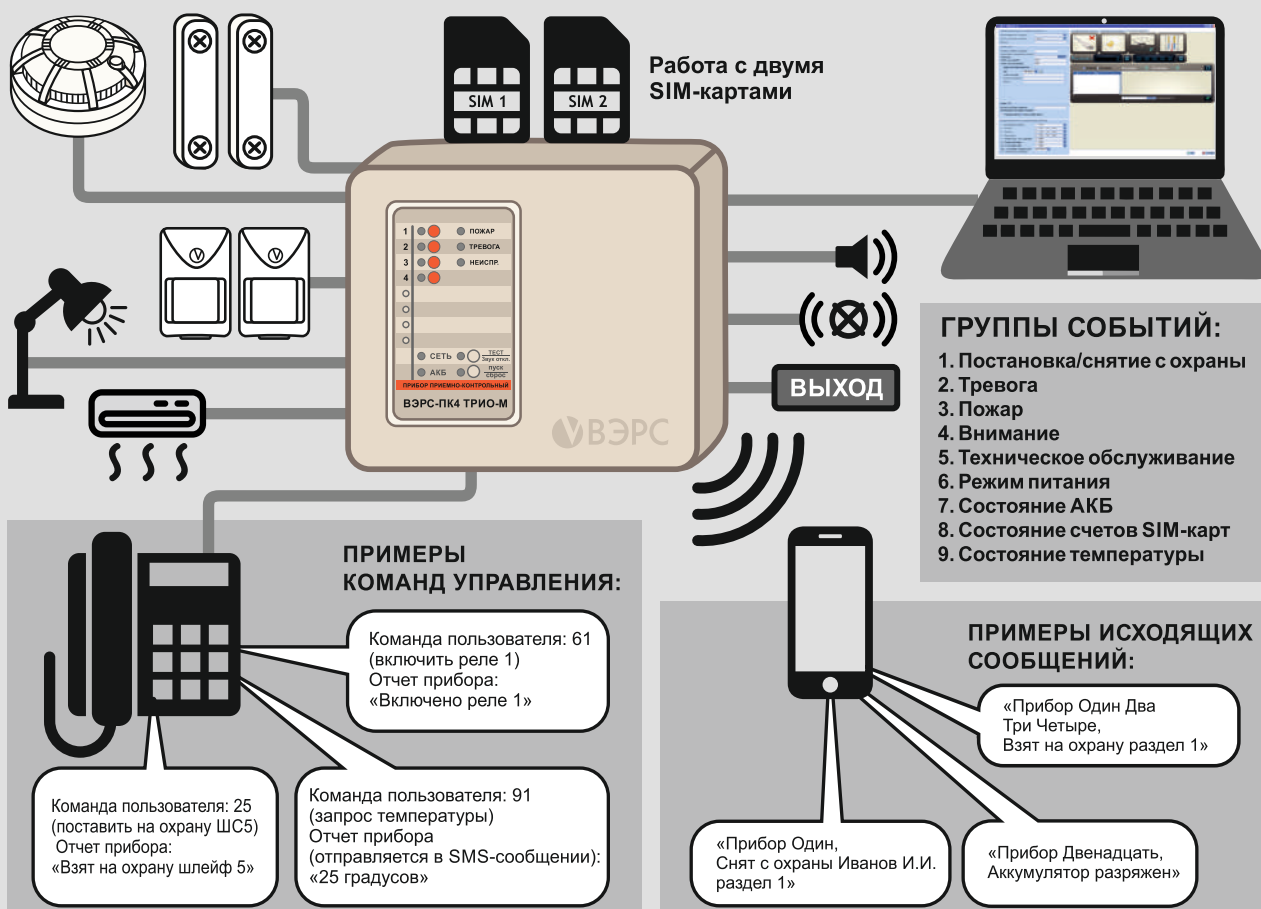 SIM 1
SIM 2
Работа с двумя
SIM-картами
1
ПОЖАР
2
ТРЕВОГА
3
НЕИСПР.
4
СЕТЬ
ТЕСТ
Звук откл.
АКБ
пуск
сброс
ПРИБОР ПРИЕМНО-КОНТРОЛЬНЫЙ
ВЭРС-ПК4 ТРИО-М
ВЭРС
ВЫХОД
ГРУППЫ СОБЫТИЙ:
1. Постановка/снятие с охраны
2. Тревога
3. Пожар
4. Внимание
5. Техническое обслуживание
6. Режим питания
7. Состояние АКБ
8. Состояние счетов SIM-карт
9. Состояние температуры
ПРИМЕРЫ
КОМАНД УПРАВЛЕНИЯ:
Команда пользователя: 61
(включить реле 1)
Отчет прибора:
«Включено реле 1»
Команда пользователя: 25
(поставить на охрану ШС5)
Отчет прибора:
«Взят на охрану шлейф 5»
Команда пользователя: 91
(запрос температуры)
Отчет прибора
(отправляется в SMS-сообщении):
«25 градусов»
ПРИМЕРЫ ИСХОДЯЩИХ
СООБЩЕНИЙ:
«Прибор Один Два
Три Четыре,
Взят на охрану раздел 1»
«Прибор Один,
Снят с охраны Иванов И.И.
раздел 1»
«Прибор Двенадцать,
Аккумулятор разряжен»